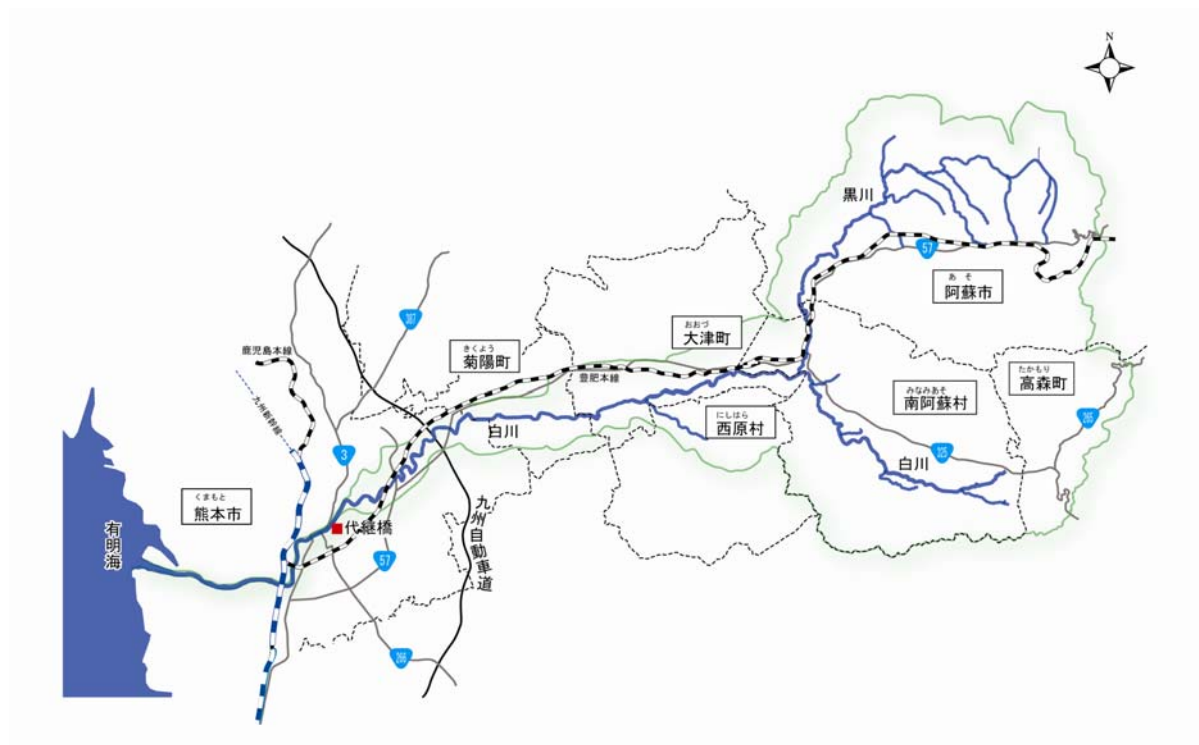 N
黒川
57
あそ
阿蘇市
おおづ
大津町
387
きくよう
菊陽町
鹿児島本線
豊肥本線
たかもり
高森町
みなみあそ
南阿蘇村
265
九州新幹線
にしはら
西原村
白川
3
325
白川
くまもと
熊本市
有明海
代継橋
九州自動車道
57
266